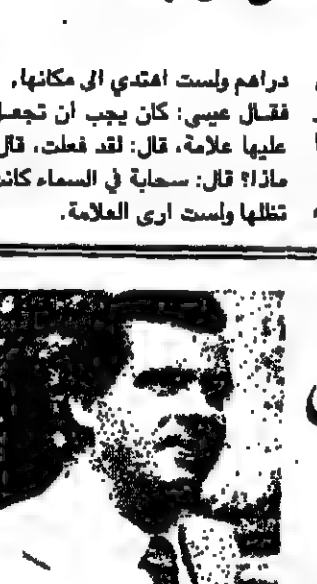 دراهم ولست اهتدي الى مكانها.
فقال عيسى: كان يجب ان تجعل
عليها علامة، قال: لقد فعلت، قال
ماذا؟ قال: سحابة في السماء كانت
تظلها ولست ارى العلامة.